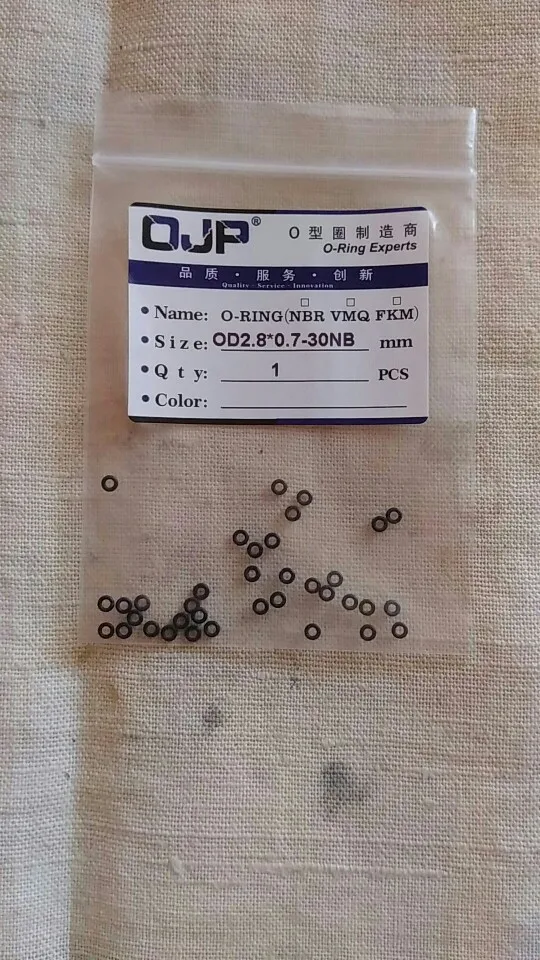 OJP® O 型 圈 制 造 商
O-Ring Experts
品 质 · 服 务 · 创 新
Quality - Service - Innovation
• Name: O-RING(□NBR □VMQ □FKM)
• Size: OD2.8*0.7-30NB mm
• Qty: 1 PCS
• Color: